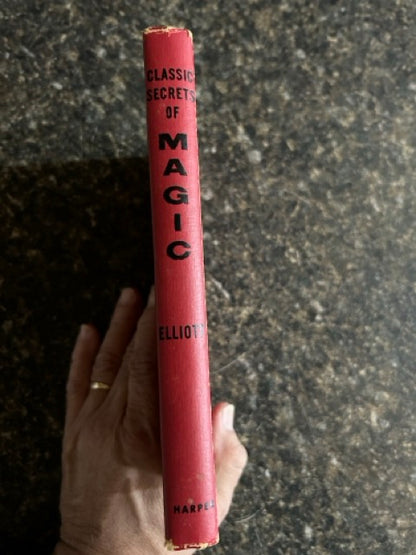 CLASSIC
SECRETS
OF
MAGIC
ELLIOTT
HARPER